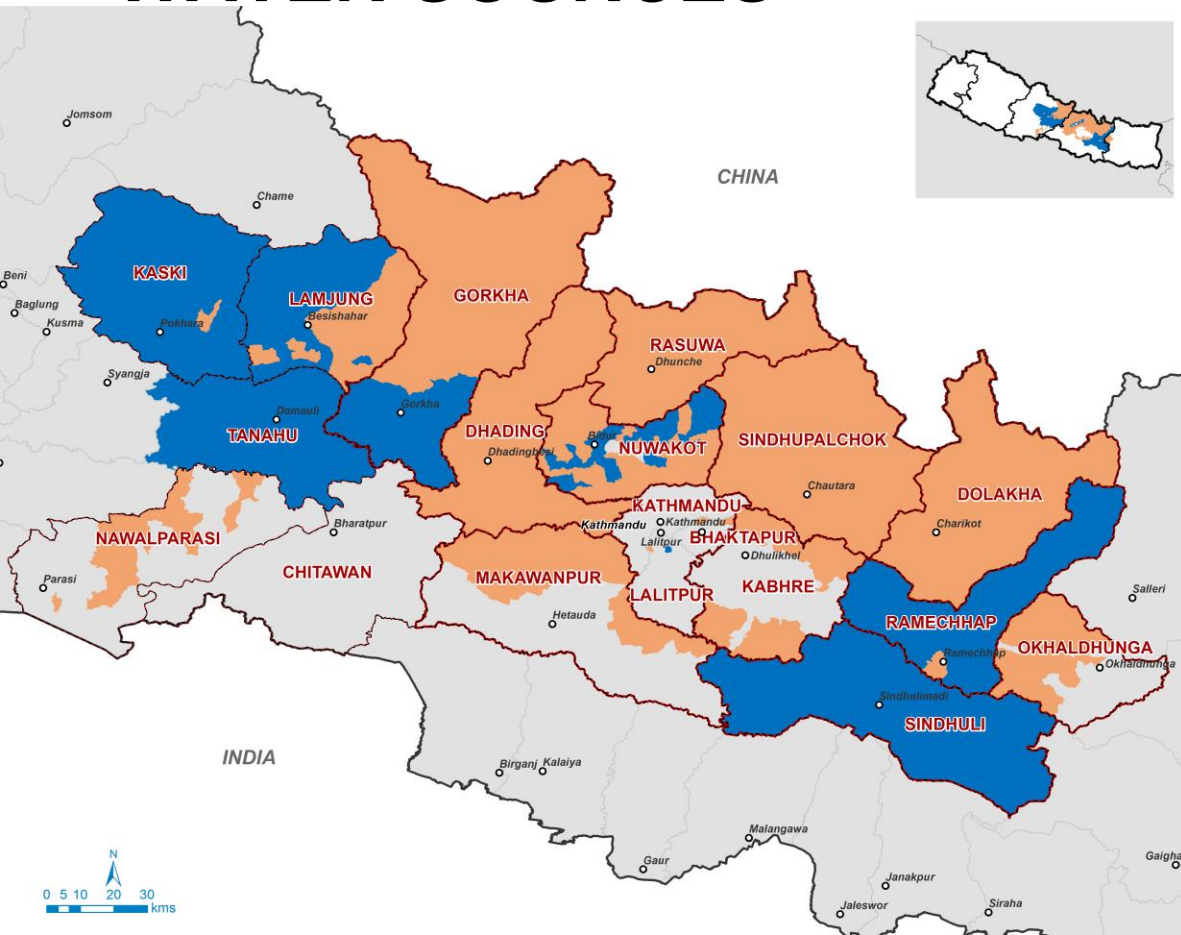 CHINA
Jomsom
Chame
KASKI
Beni
LAMJUNG
GORKHA
Baglung
Besishahar
Kusma
Pokhara
RASUWA
Dhunche
Syangja
Damauli
Gorkha
TANAHU
DHADING
Bidur
NUWAKOT
SINDHUPALCHOK
Dhadingbesi
Chautara
DOLAKHA
KATHMANDU
Bharatpur
Kathmandu
Kathmandu
Charikot
NAWALPARASI
Lalitpur
BHAKTAPUR
Dhulikhel
CHITAWAN
MAKAWANPUR
Parasi
LALITPUR
KABHRE
Salleri
Hetauda
RAMECHHAP
OKHALDHUNGA
Ramechhap
Okhaldhunga
Sindhulimadi
SINDHULI
INDIA
Birganj
Kalaiya
Malangawa
Gaur
Gaigha
N
Janakpur
0 5 10 20 30
kms
Jaleswor
Siraha